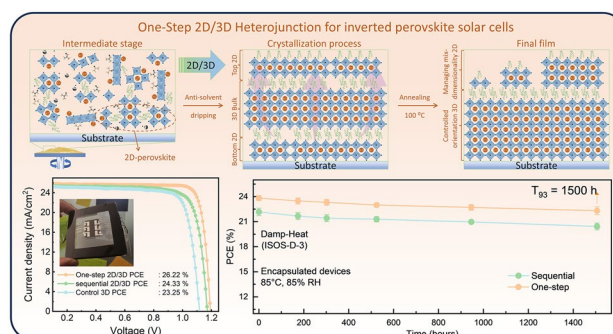 One-Step 2D/3D Heterojunction for inverted perovskite solar cells
Intermediate stage
Crystallization process
Final film
2D/3D
Anti-solvent
dripping
Annealing
100 ⁰C
Top 2D
3D Bulk
Bottom 2D
Managing mix-
dimensionality 2D
Controlled
orientation 3D
Substrate
Substrate
Substrate
2D-perovskite
Current density (mA/cm²)
25
20
15
10
5
0
One-step 2D/3D PCE : 26.22 %
sequential 2D/3D PCE : 24.33 %
Control 3D PCE : 23.25%
0.2
0.4
0.6
0.8
1.0
1.2
Voltage (V)
PCE (%)
24
21
18
15
12
T₉₃ = 1500 h
Damp-Heat
(ISOS-D-3)
Encapsulated devices
85°C, 85% RH
Sequential
One-step
0
200
400
600
800
1000
1200
1400
Time (hours)